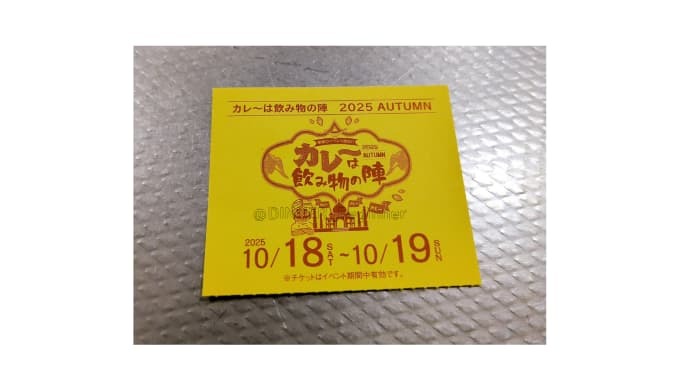 カレ〜は飲み物の陣 2025 AUTUMN
2025
AUTUMN
カレ〜は
飲み物の陣
2025
10/18 SAT ~10/19 SUN
※チケットはイベント期間中有効です。